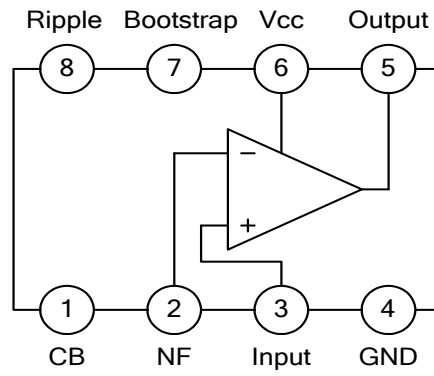 Ripple Bootstrap Vcc Output
8 7 6 5
−
+
1 2 3 4
CB NF Input GND